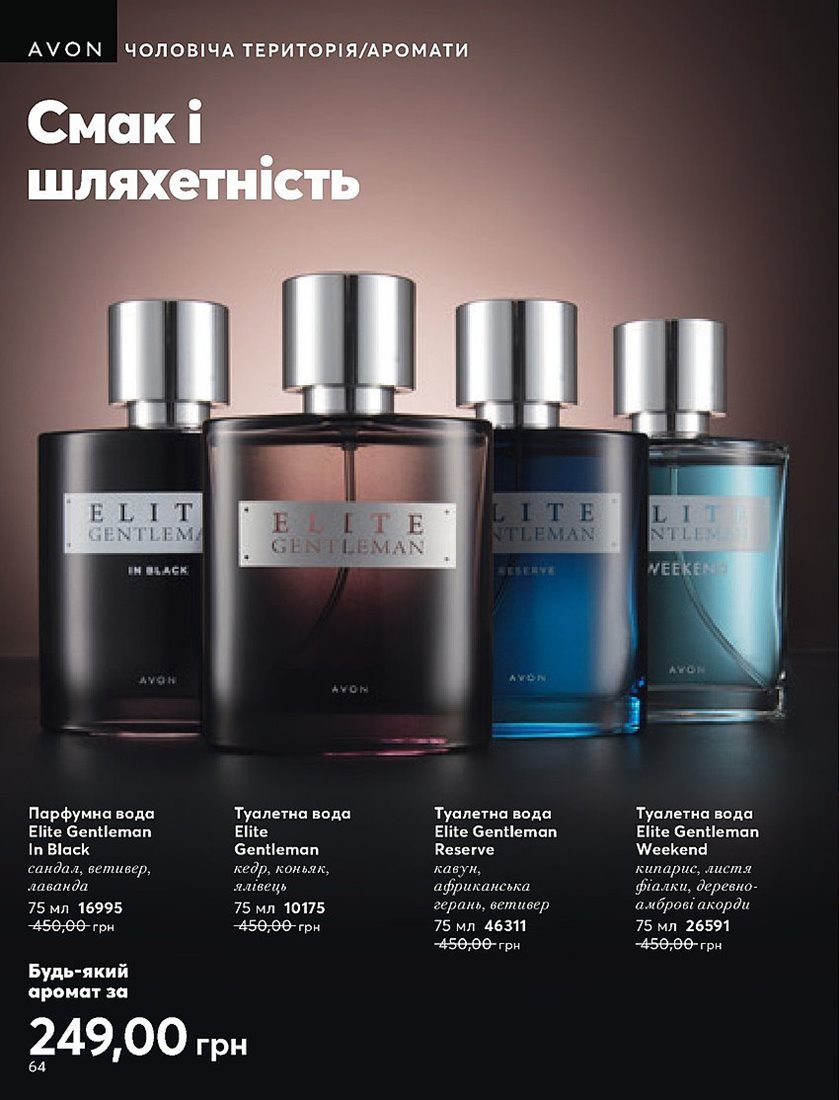 AVON ЧОЛОВІЧА ТЕРИТОРІЯ/АРОМАТИ
Смак і
шляхетність
ELITE
GENTLEMAN
IN BLACK
AVON
ELITE
GENTLEMAN
AVON
ELITE
GENTLEMAN
RESERVE
AVON
ELITE
GENTLEMAN
WEEKEND
AVON
Парфумна вода
Elite Gentleman
In Black
сандал, ветивер,
лаванда
75 мл 16995
450,00 грн
Туалетна вода
Elite
Gentleman
кедр, коньяк,
ялівець
75 мл 10175
450,00 грн
Туалетна вода
Elite Gentleman
Reserve
кавун,
африканська
герань, ветивер
75 мл 46311
450,00 грн
Туалетна вода
Elite Gentleman
Weekend
кипарис, листя
фіалки, деревно-
амброві акорди
75 мл 26591
450,00 грн
Будь-який
аромат за
249,00 грн
64